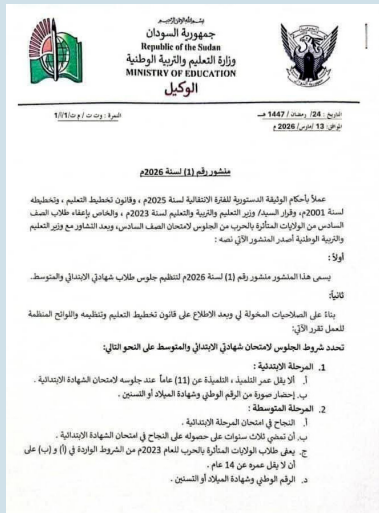 بسم الله الرحمن الرحيم
جمهورية السودان
Republic of the Sudan
وزارة التعليم والتربية الوطنية
MINISTRY OF EDUCATION
الوكيل
التاريخ : 24/ رمضان / 1447 هـ
الموافق: 13 /مارس/ 2026 م
النمرة : وت ت / م ت/1/أ/1
منشور رقم (1) لسنة 2026م
عملاً بأحكام الوثيقة الدستورية للفترة الانتقالية لسنة 2025م ، وقانون تخطيط التعليم ، وتخطيطه
لسنة 2001م، وقرار السيد/ وزير التعليم والتربية والتعليم لسنة 2023م ، والخاص بإعفاء طلاب الصف
السادس من الولايات المتأثرة بالحرب من الجلوس لامتحان الصف السادس، وبعد التشاور مع وزير التعليم
والتربية الوطنية أصدر المنشور الآتي نصه :
أولاً :
يسمى هذا المنشور منشور رقم (1) لسنة 2026م لتنظيم جلوس طلاب شهادتي الابتدائي والمتوسط.
ثانياً:
بناءً على الصلاحيات المخولة لي وبعد الاطلاع على قانون تخطيط التعليم وتنظيمه واللوائح المنظمة
للعمل تقرر الآتي:
تحدد شروط الجلوس لامتحان شهادتي الابتدائي والمتوسط على النحو التالي:
1. المرحلة الابتدئية :
أ. ألا يقل عمر التلميذ ، التلميذة عن (11) عاماً عند جلوسه لامتحان الشهادة الابتدائية .
ب. إحضار صورة من الرقم الوطني وشهادة الميلاد أو التسنين .
2. المرحلة المتوسطة :
أ. النجاح في امتحان المرحلة الابتدائية .
ب. أن تمضي ثلاث سنوات على حصوله على النجاح في امتحان الشهادة الابتدائية .
ج. يعفى طلاب الولايات المتأثرة بالحرب للعام 2023م من الشروط الواردة في (أ) و (ب) على
أن لا يقل عمره عن 14 عام .
د. الرقم الوطني وشهادة الميلاد أو التسنين .